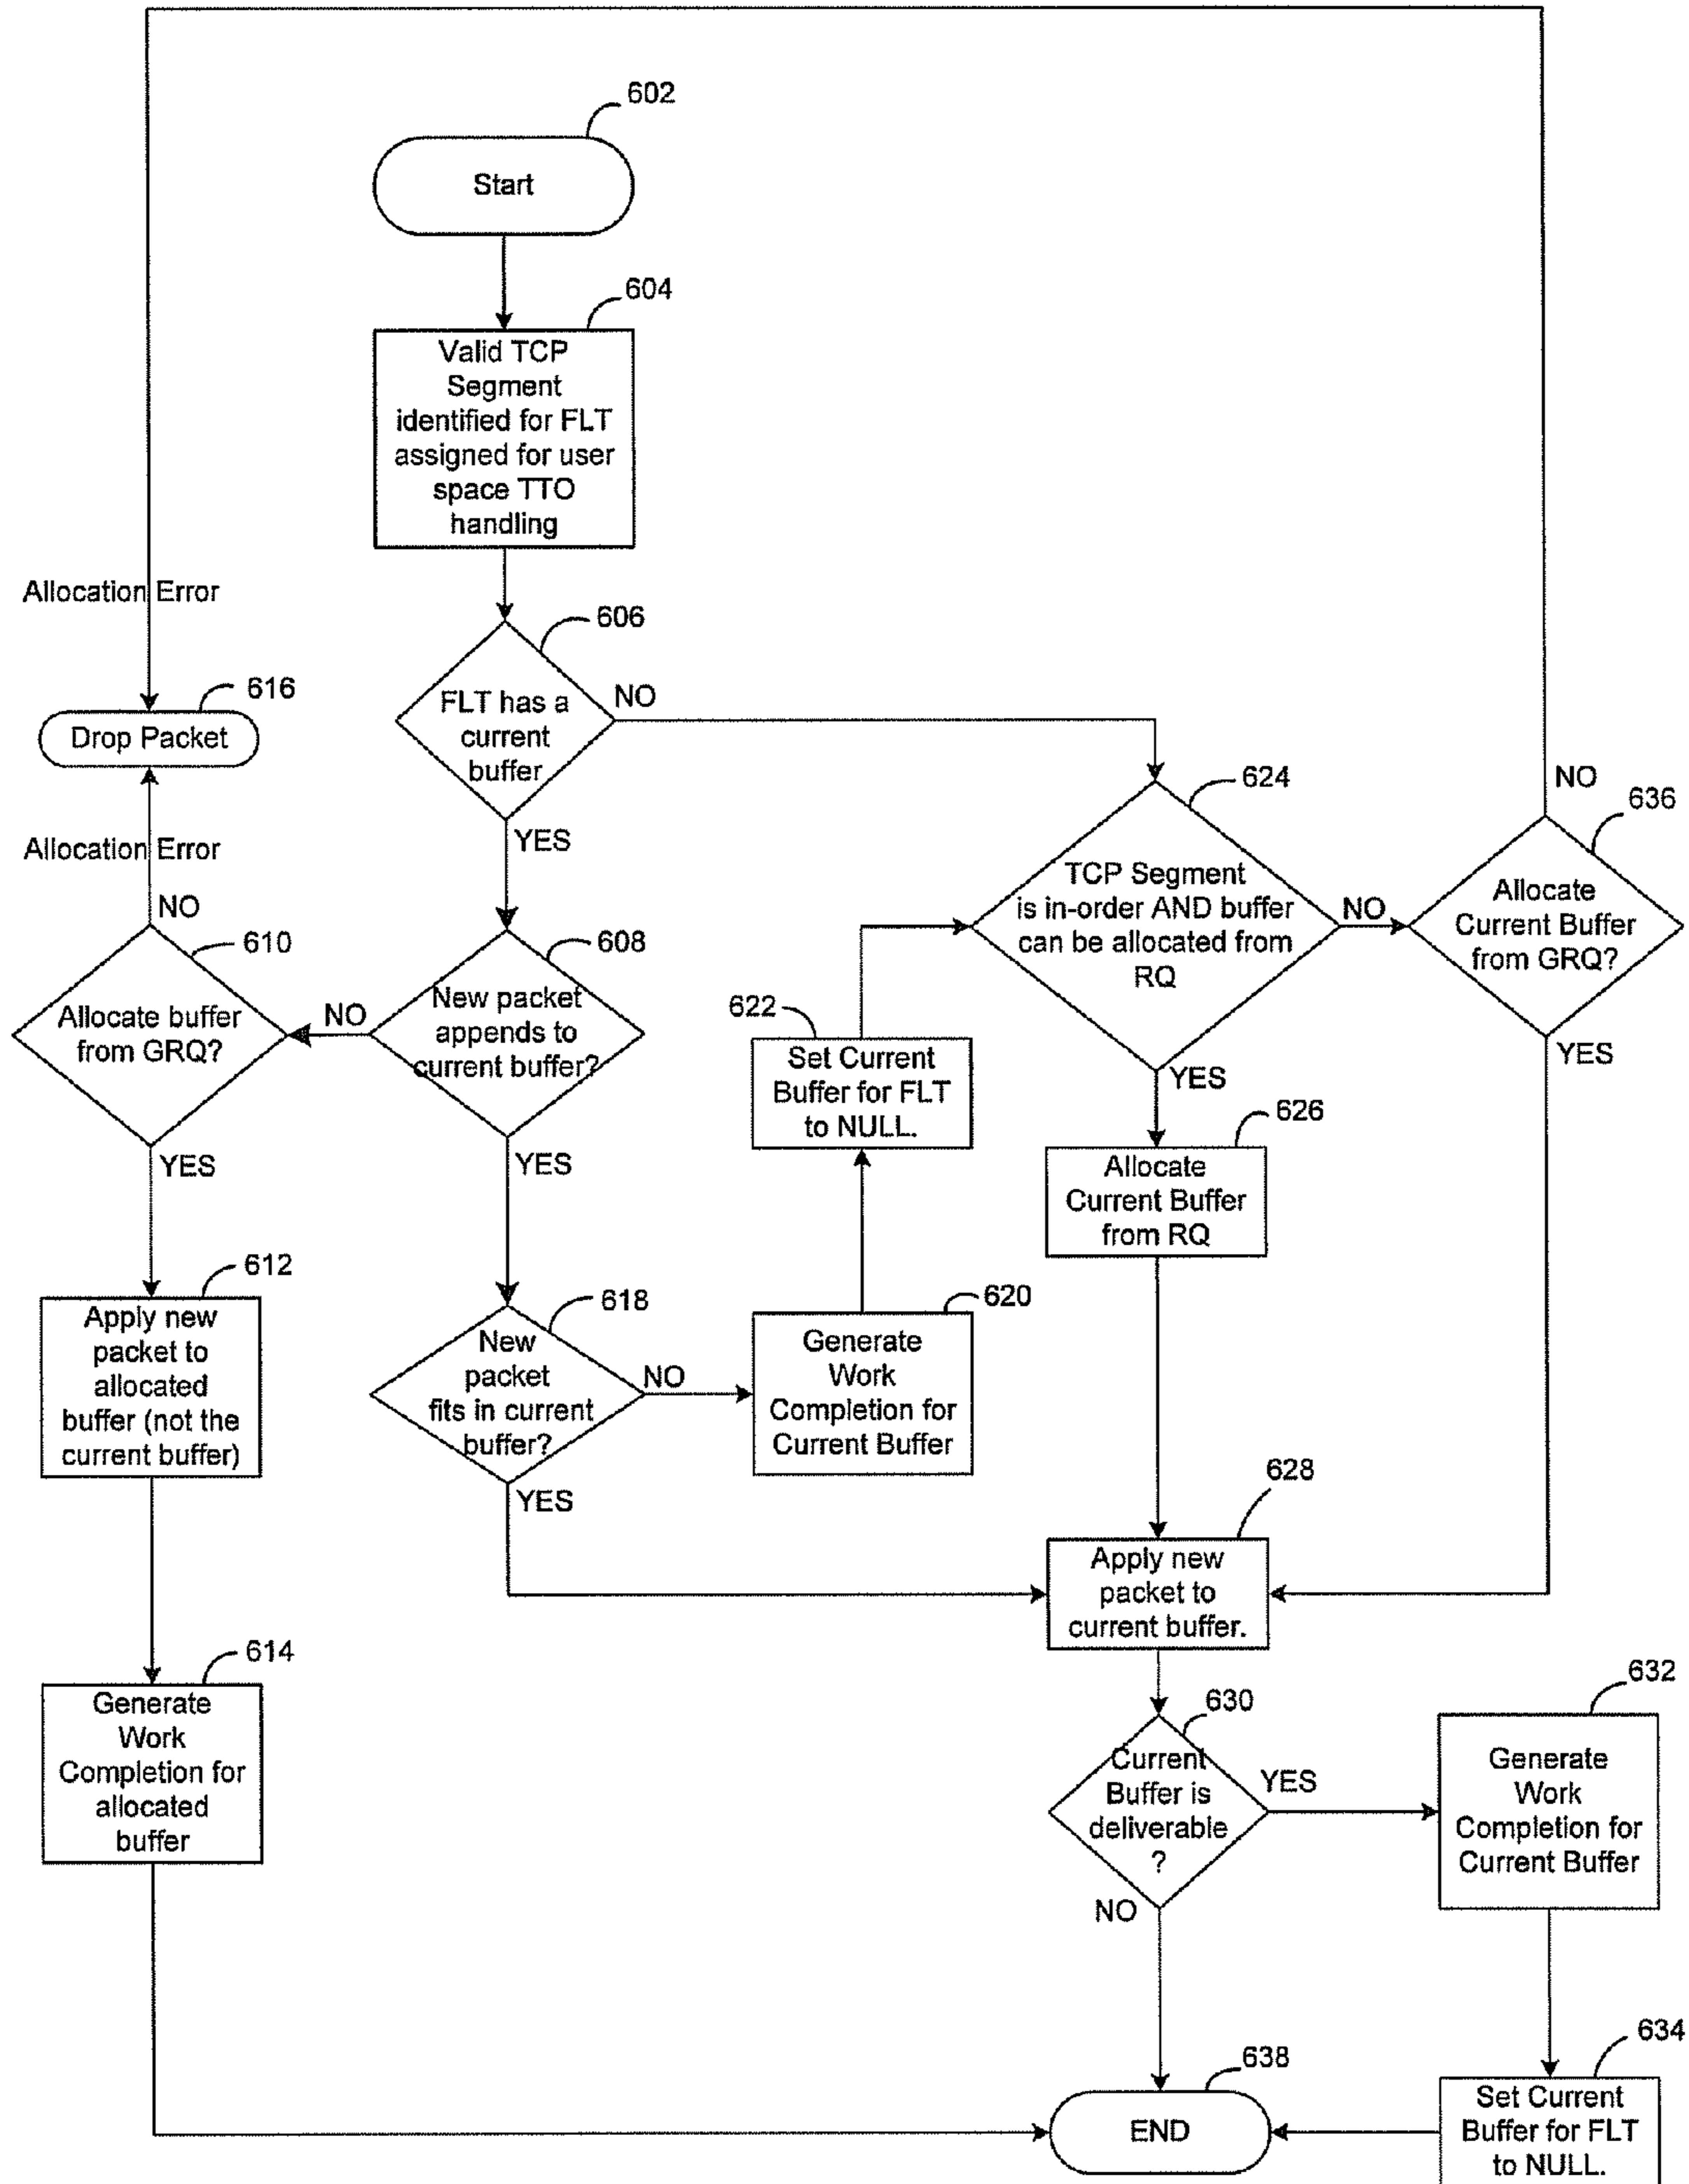 602
Start
604
Valid TCP
Segment
identified for FLT
assigned for user
space TTO
handling
Allocation Error
606
FLT has a
current
buffer
NO
YES
616
Drop Packet
Allocation Error
NO
610
Allocate buffer
from GRQ?
YES
608
New packet
appends to
current buffer?
NO
YES
624
TCP Segment
is in-order AND buffer
can be allocated from
RQ
NO
YES
636
NO
Allocate
Current Buffer
from GRQ?
YES
622
Set Current
Buffer for FLT
to NULL.
626
Allocate
Current Buffer
from RQ
612
Apply new
packet to
allocated
buffer (not the
current buffer)
618
New
packet
fits in current
buffer?
NO
YES
620
Generate
Work
Completion for
Current Buffer
628
Apply new
packet to
current buffer.
614
Generate
Work
Completion for
allocated
buffer
630
Current
Buffer is
deliverable
?
YES
NO
632
Generate
Work
Completion for
Current Buffer
634
Set Current
Buffer for FLT
to NULL.
638
END